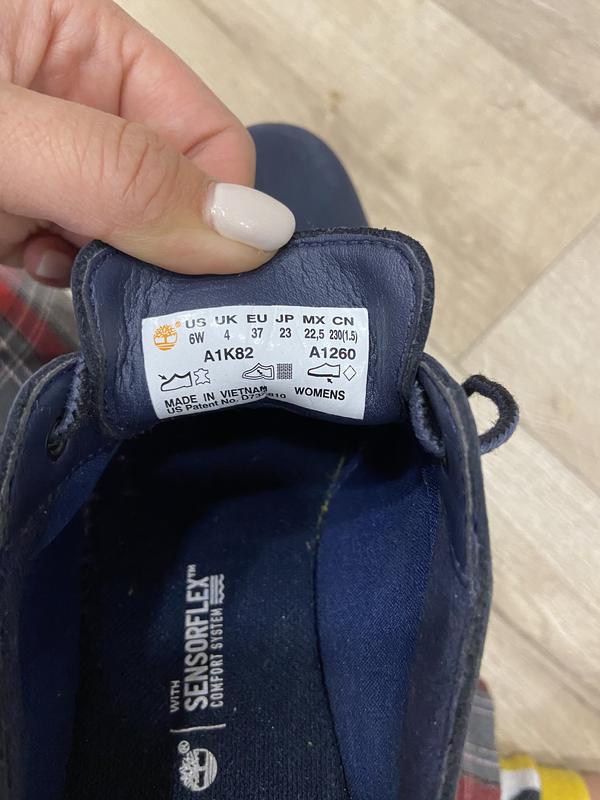 US UK EU JP MX CN
6W 4 37 23 22,5 230(1.5)
A1K82 A1260
MADE IN VIETNAM WOMENS
US Patent No.
WITH
SENSORFLEX™
COMFORT SYSTEM